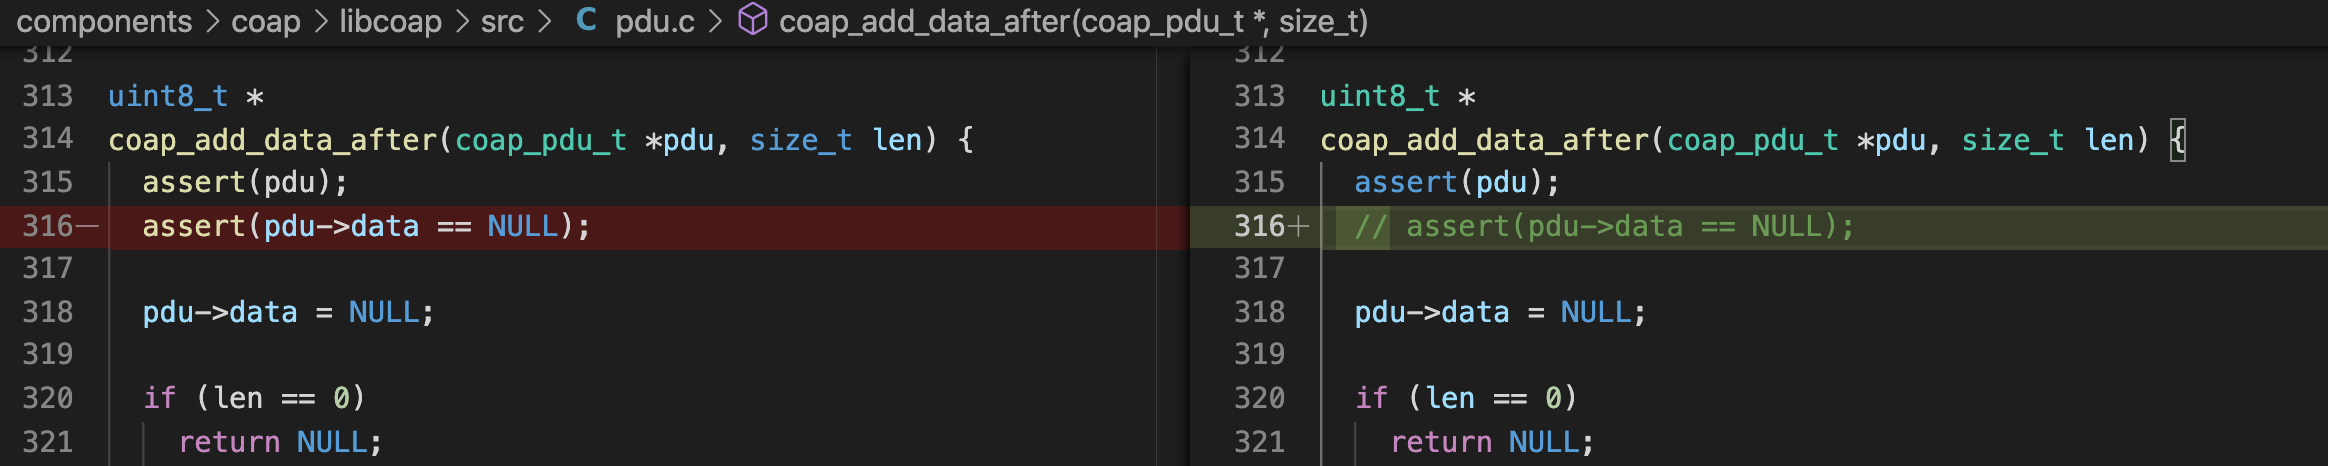 components > coap > libcoap > src > C pdu.c > coap_add_data_after(coap_pdu_t *, size_t)
312
313 uint8_t *
314 coap_add_data_after(coap_pdu_t *pdu, size_t len) {
315 assert(pdu);
316— assert(pdu->data == NULL);
317
318 pdu->data = NULL;
319
320 if (len == 0)
321 return NULL;
312
313 uint8_t *
314 coap_add_data_after(coap_pdu_t *pdu, size_t len) {
315 assert(pdu);
316+ // assert(pdu->data == NULL);
317
318 pdu->data = NULL;
319
320 if (len == 0)
321 return NULL;